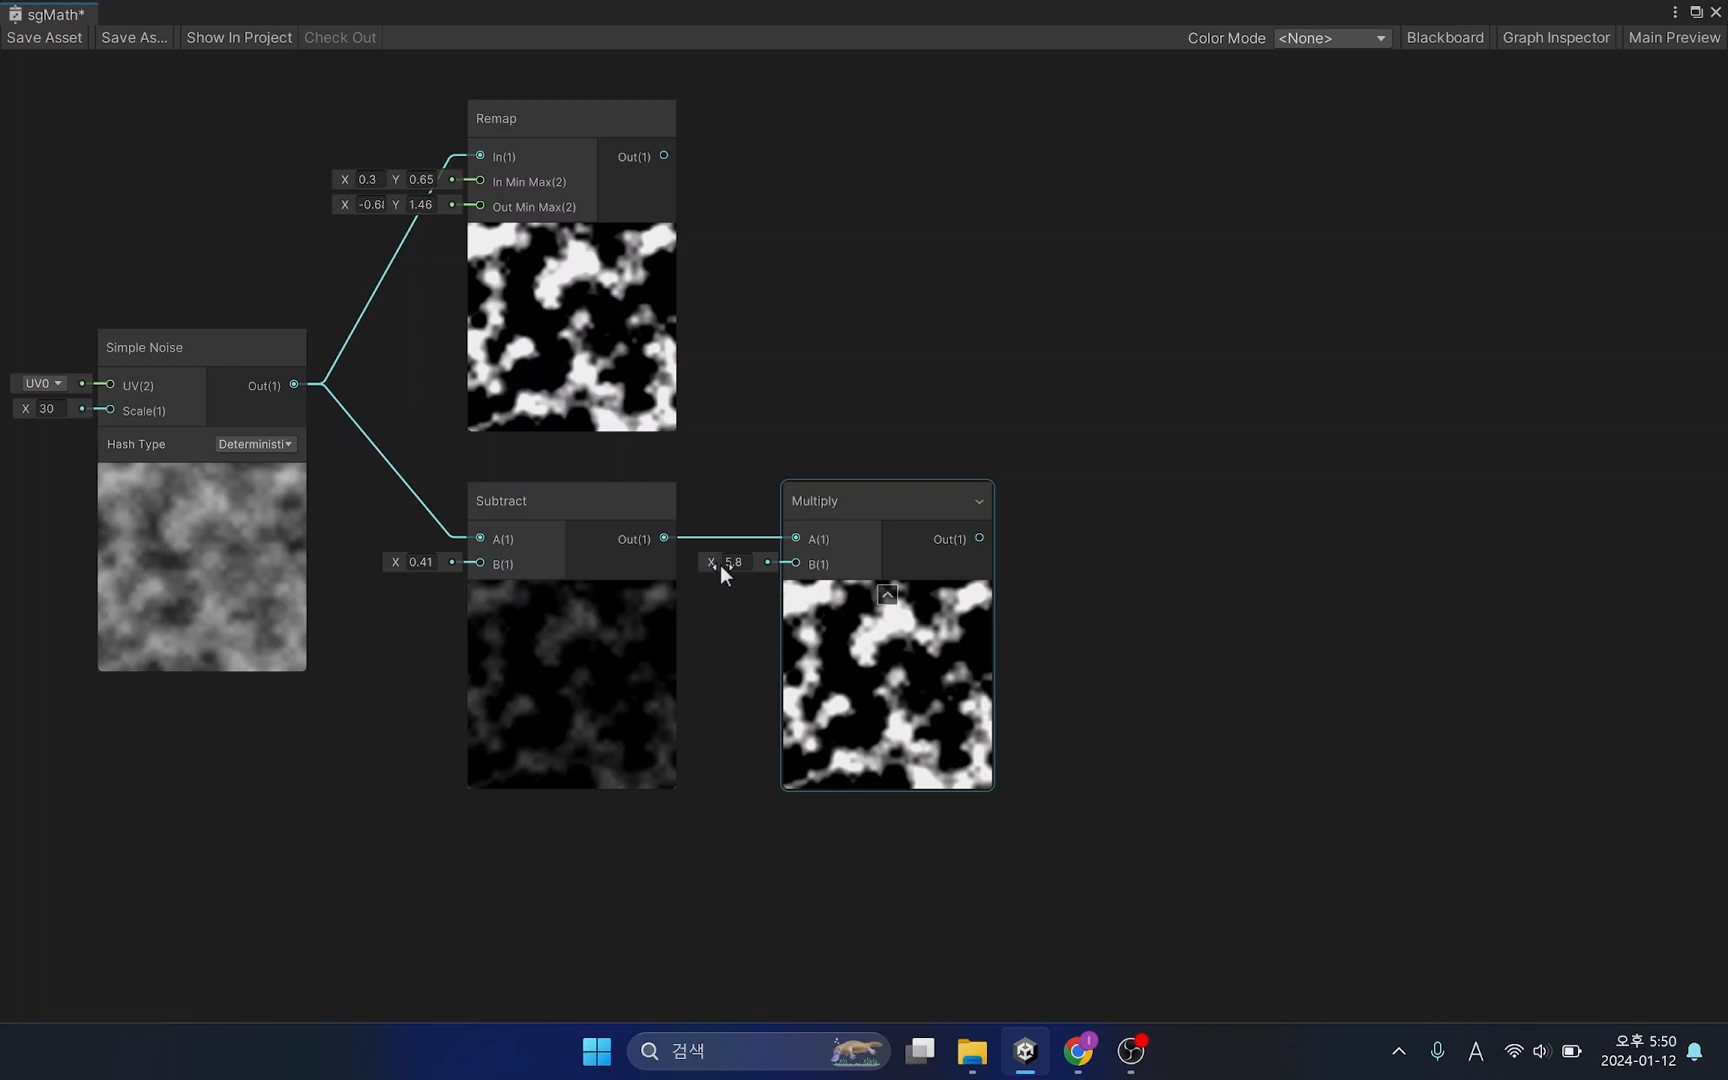 sgMath*
Save Asset Save As... Show In Project Check Out Color Mode <None> Blackboard Graph Inspector Main Preview
Remap
In(1) Out(1)
X 0.3 Y 0.65 In Min Max(2)
X Y 1.46 Out Min Max(2)
Simple Noise
UV0 UV(2) Out(1)
X 30 Scale(1)
Hash Type Deterministi
Subtract
A(1) Out(1)
X 0.41 B(1)
Multiply
A(1) Out(1)
X 5.8 B(1)
검색
A
오후 5:50
2024-01-12